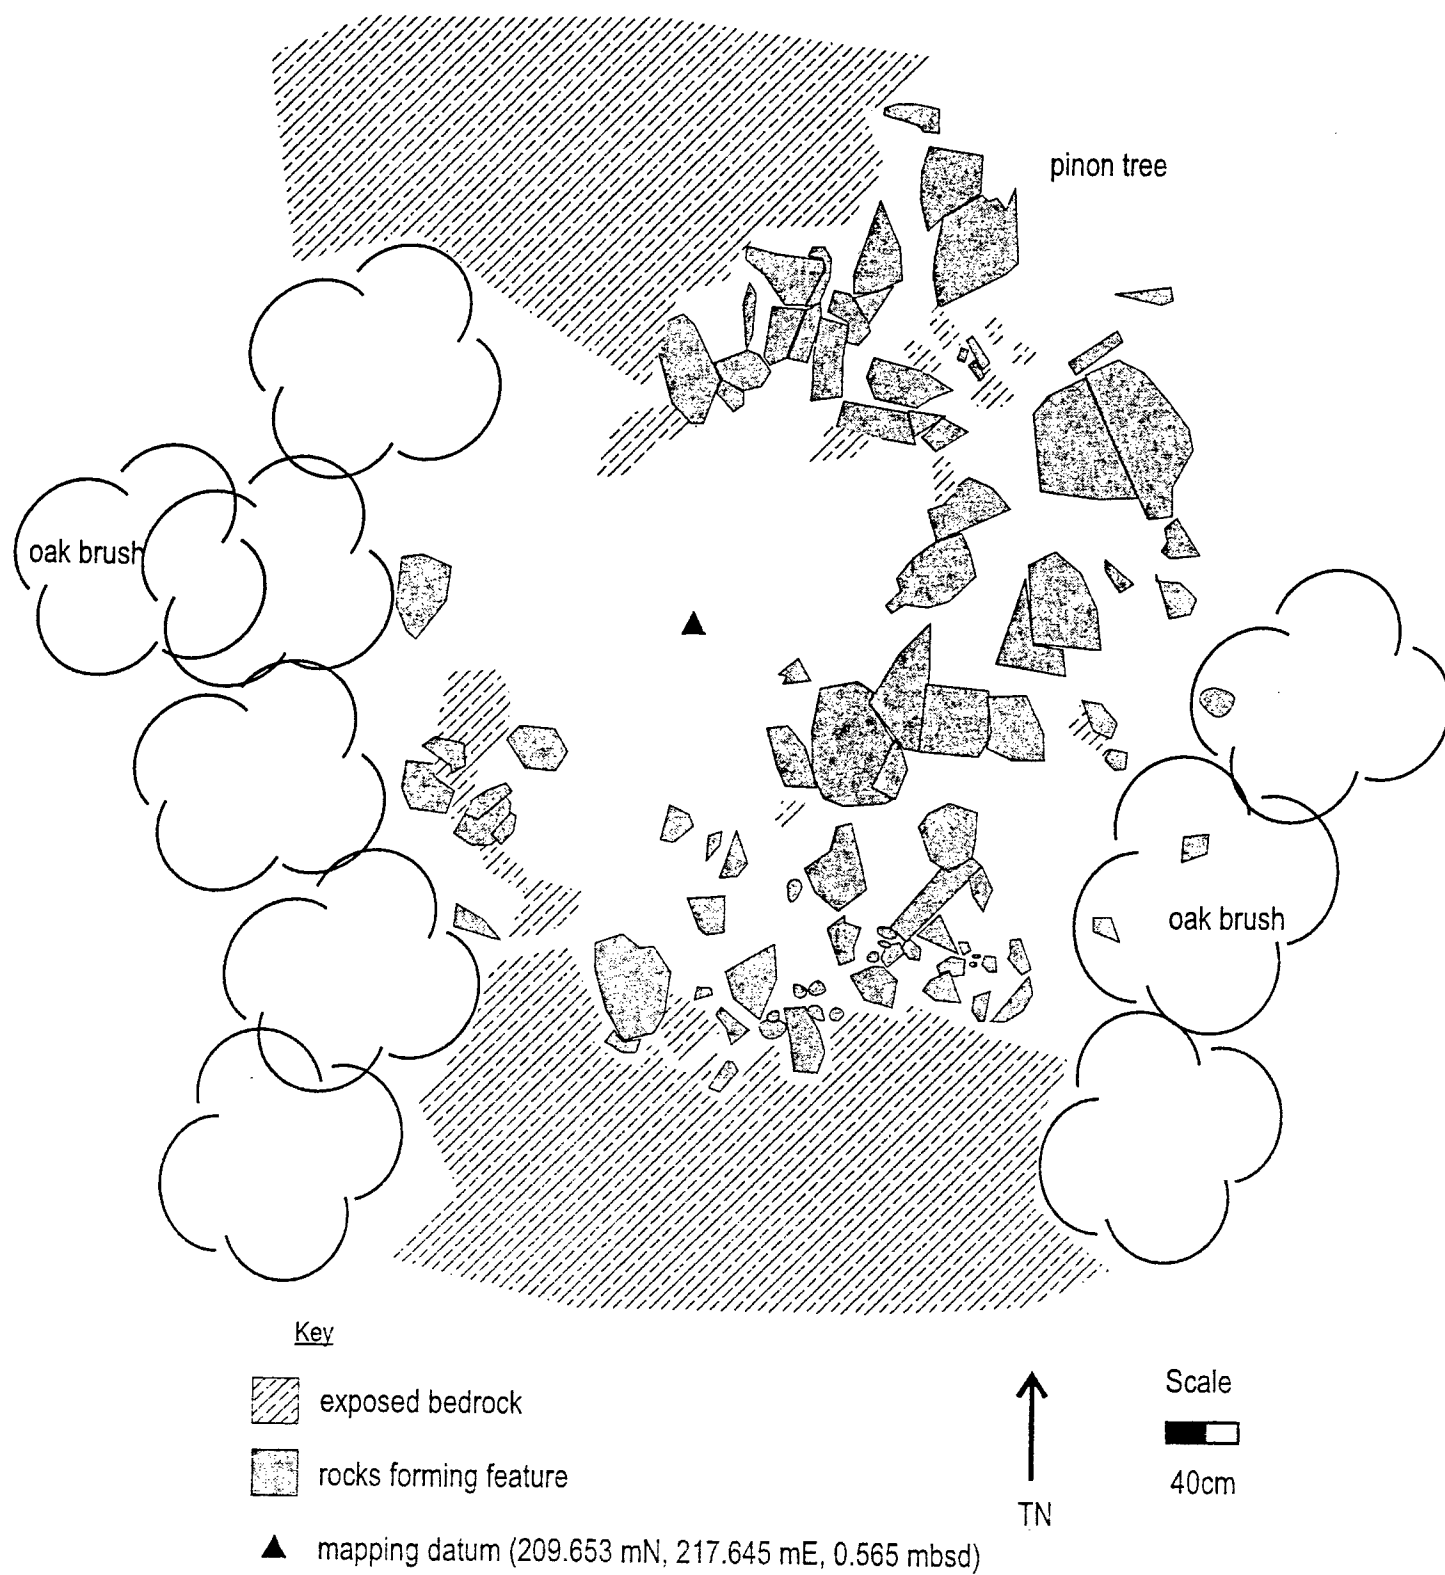 pinon tree
oak brush
oak brush
Key
exposed bedrock
rocks forming feature
mapping datum (209.653 mN, 217.645 mE, 0.565 mbsd)
TN
Scale
40cm